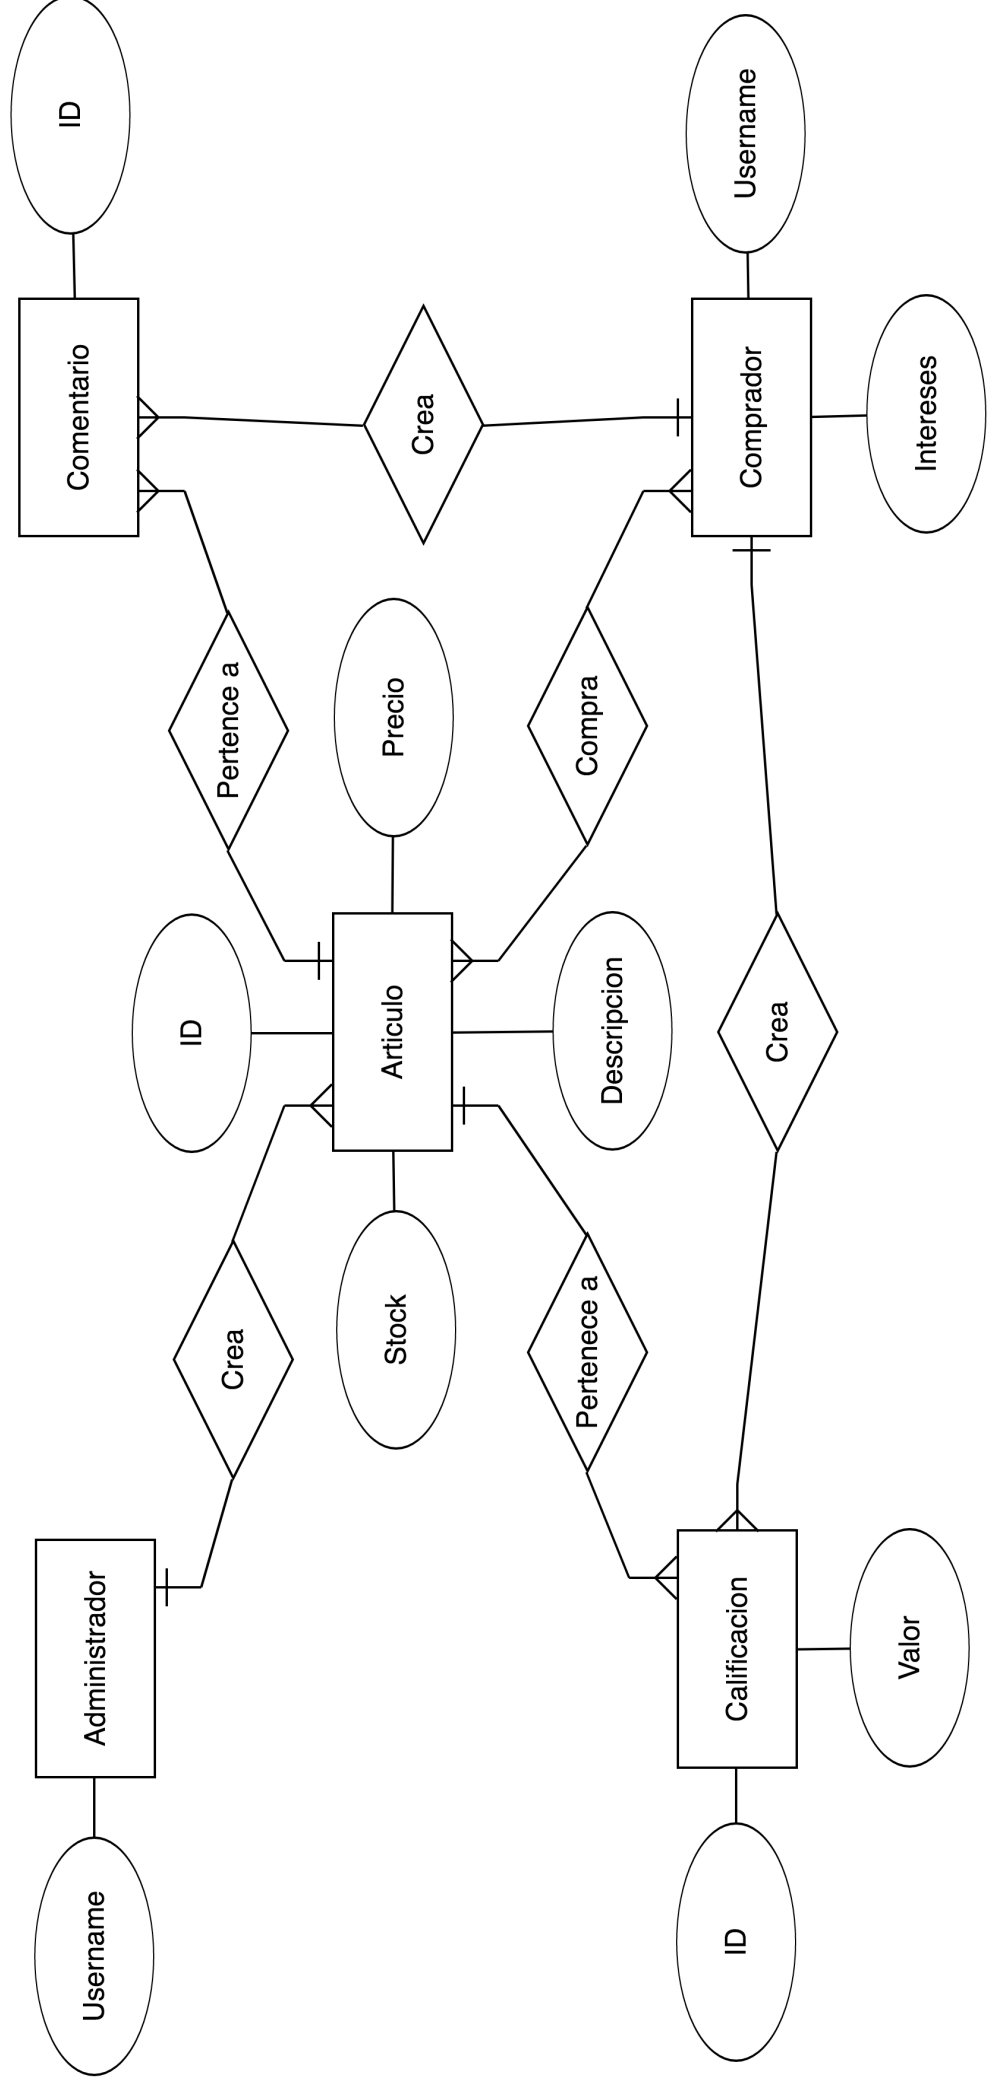 Username
Administrador
Crea
ID
Pertence a
Comentario
ID
Stock
Articulo
Precio
Crea
Pertenece a
Descripcion
Compra
ID
Calificacion
Crea
Comprador
Username
Valor
Intereses